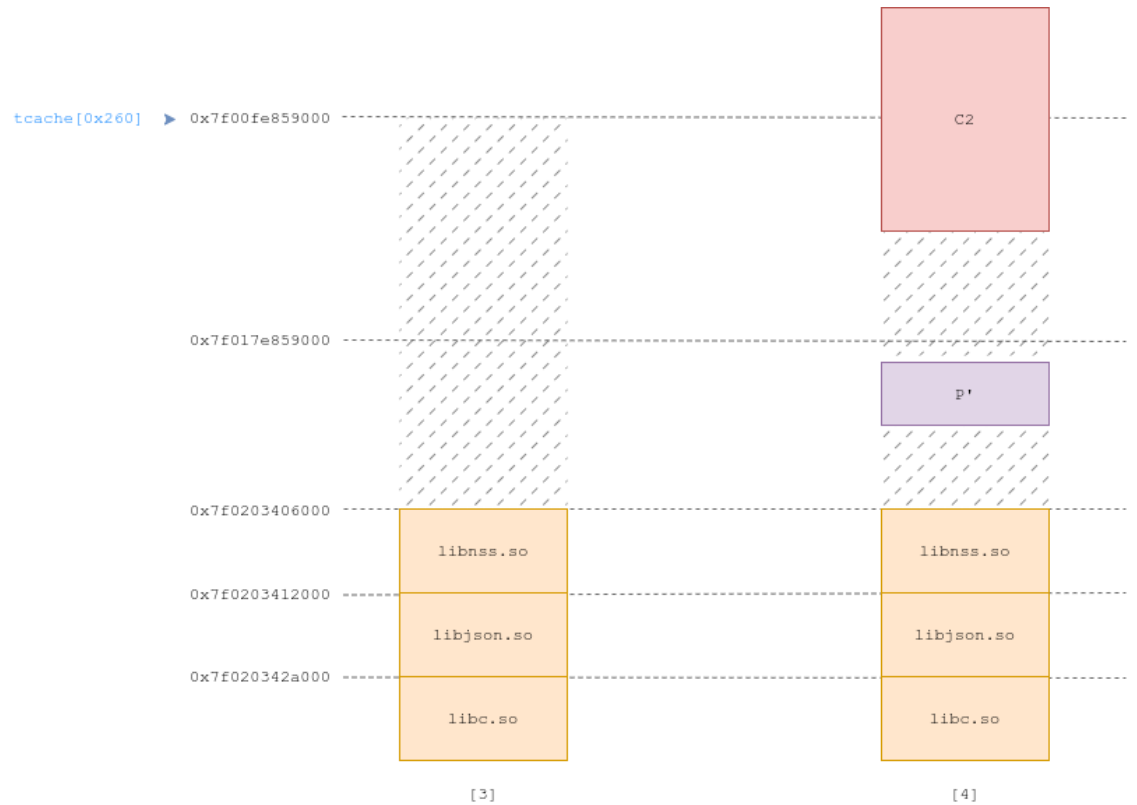 tcache[0x260] ➤ 0x7f00fe859000
C2
0x7f017e859000
P'
0x7f0203406000
libnss.so libnss.so
0x7f0203412000
libjson.so libjson.so
0x7f020342a000
libc.so libc.so
[3] [4]